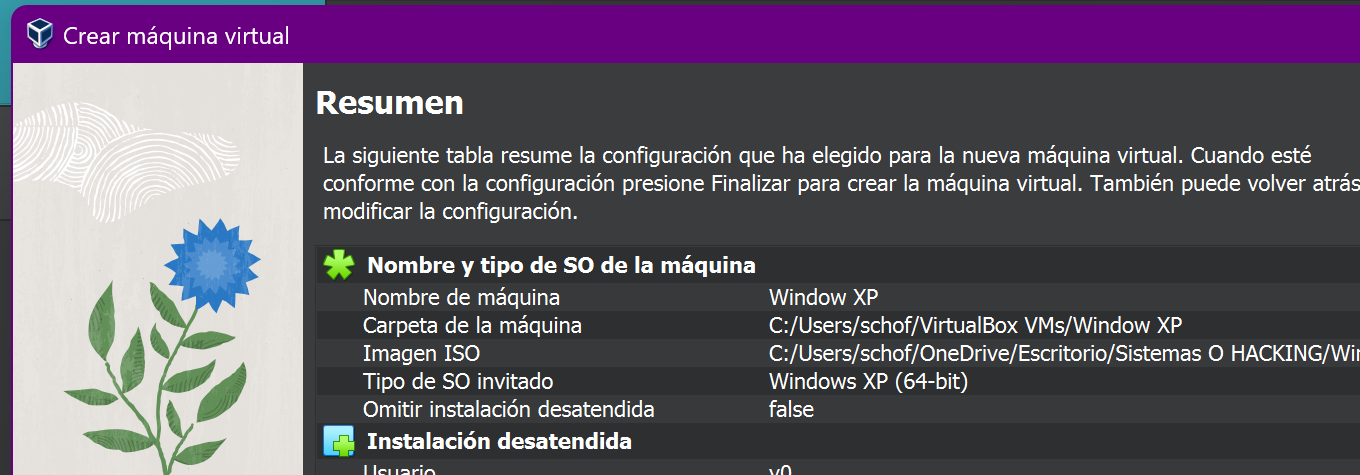 Crear máquina virtual
Resumen
La siguiente tabla resume la configuración que ha elegido para la nueva máquina virtual. Cuando esté
conforme con la configuración presione Finalizar para crear la máquina virtual. También puede volver atrás
modificar la configuración.
Nombre y tipo de SO de la máquina
Nombre de máquina Window XP
Carpeta de la máquina C:/Users/schof/VirtualBox VMs/Window XP
Imagen ISO C:/Users/schof/OneDrive/Escritorio/Sistemas O HACKING/Win
Tipo de SO invitado Windows XP (64-bit)
Omitir instalación desatendida false
Instalación desatendida
Usuario